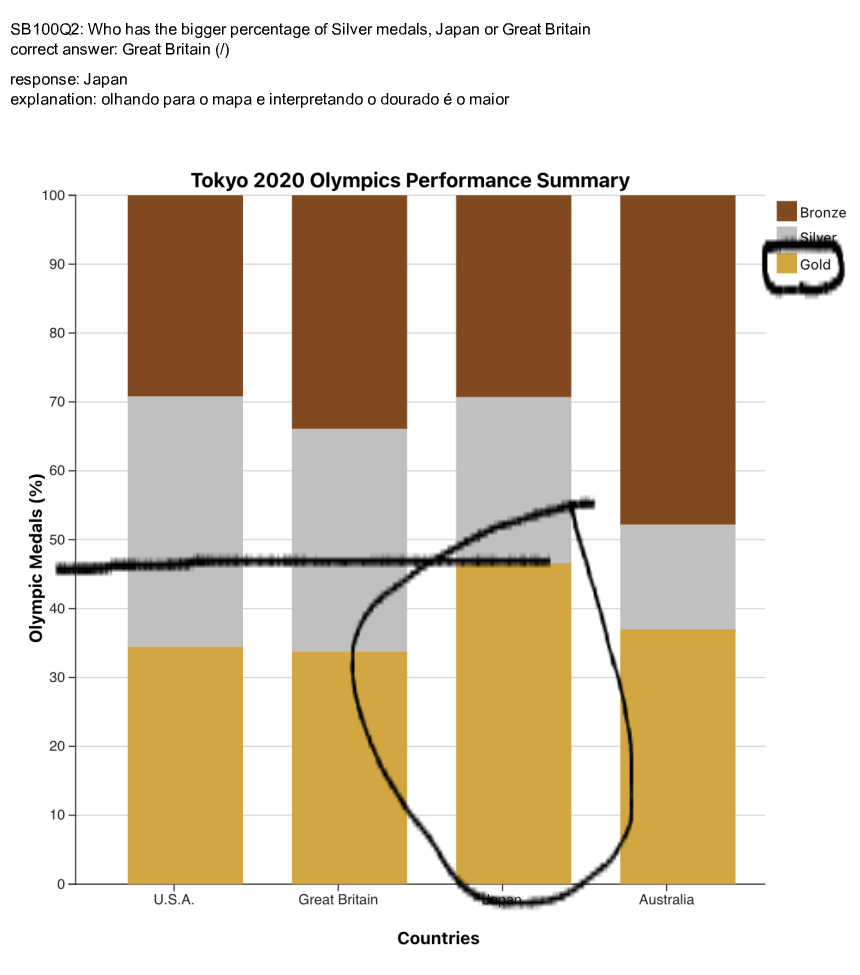 SB100Q2: Who has the bigger percentage of Silver medals, Japan or Great Britain
correct answer: Great Britain (/)
response: Japan
explanation: olhando para o mapa e interpretando o dourado é o maior
Tokyo 2020 Olympics Performance Summary
100
90
80
70
60
50
40
30
20
10
0
Olympic Medals (%)
Bronze
Silver
Gold
U.S.A.
Great Britain
Japan
Australia
Countries